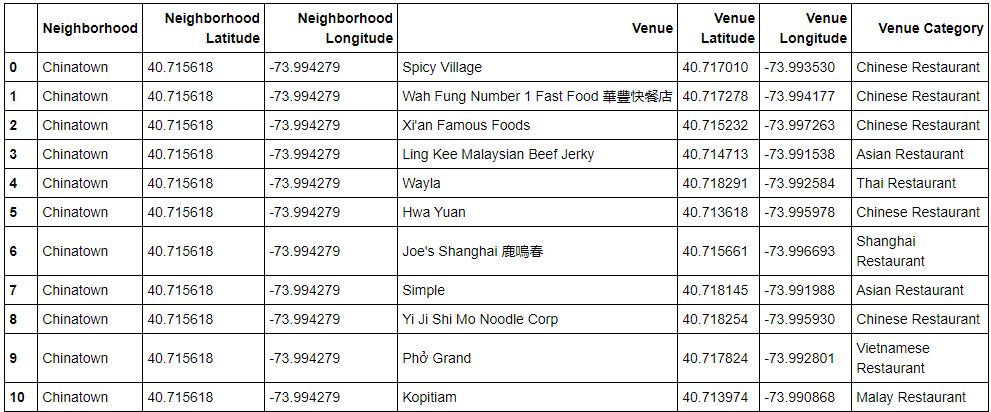 Neighborhood Neighborhood Latitude Neighborhood Longitude Venue Venue Latitude Venue Longitude Venue Category
0 Chinatown 40.715618 -73.994279 Spicy Village 40.717010 -73.993530 Chinese Restaurant
1 Chinatown 40.715618 -73.994279 Wah Fung Number 1 Fast Food 華豐快餐店 40.717278 -73.994177 Chinese Restaurant
2 Chinatown 40.715618 -73.994279 Xi'an Famous Foods 40.715232 -73.997263 Chinese Restaurant
3 Chinatown 40.715618 -73.994279 Ling Kee Malaysian Beef Jerky 40.714713 -73.991538 Asian Restaurant
4 Chinatown 40.715618 -73.994279 Wayla 40.718291 -73.992584 Thai Restaurant
5 Chinatown 40.715618 -73.994279 Hwa Yuan 40.713618 -73.995978 Chinese Restaurant
6 Chinatown 40.715618 -73.994279 Joe's Shanghai 鹿鳴春 40.715661 -73.996693 Shanghai Restaurant
7 Chinatown 40.715618 -73.994279 Simple 40.718145 -73.991988 Asian Restaurant
8 Chinatown 40.715618 -73.994279 Yi Ji Shi Mo Noodle Corp 40.718254 -73.995930 Chinese Restaurant
9 Chinatown 40.715618 -73.994279 Phở Grand 40.717824 -73.992801 Vietnamese Restaurant
10 Chinatown 40.715618 -73.994279 Kopitiam 40.713974 -73.990868 Malay Restaurant